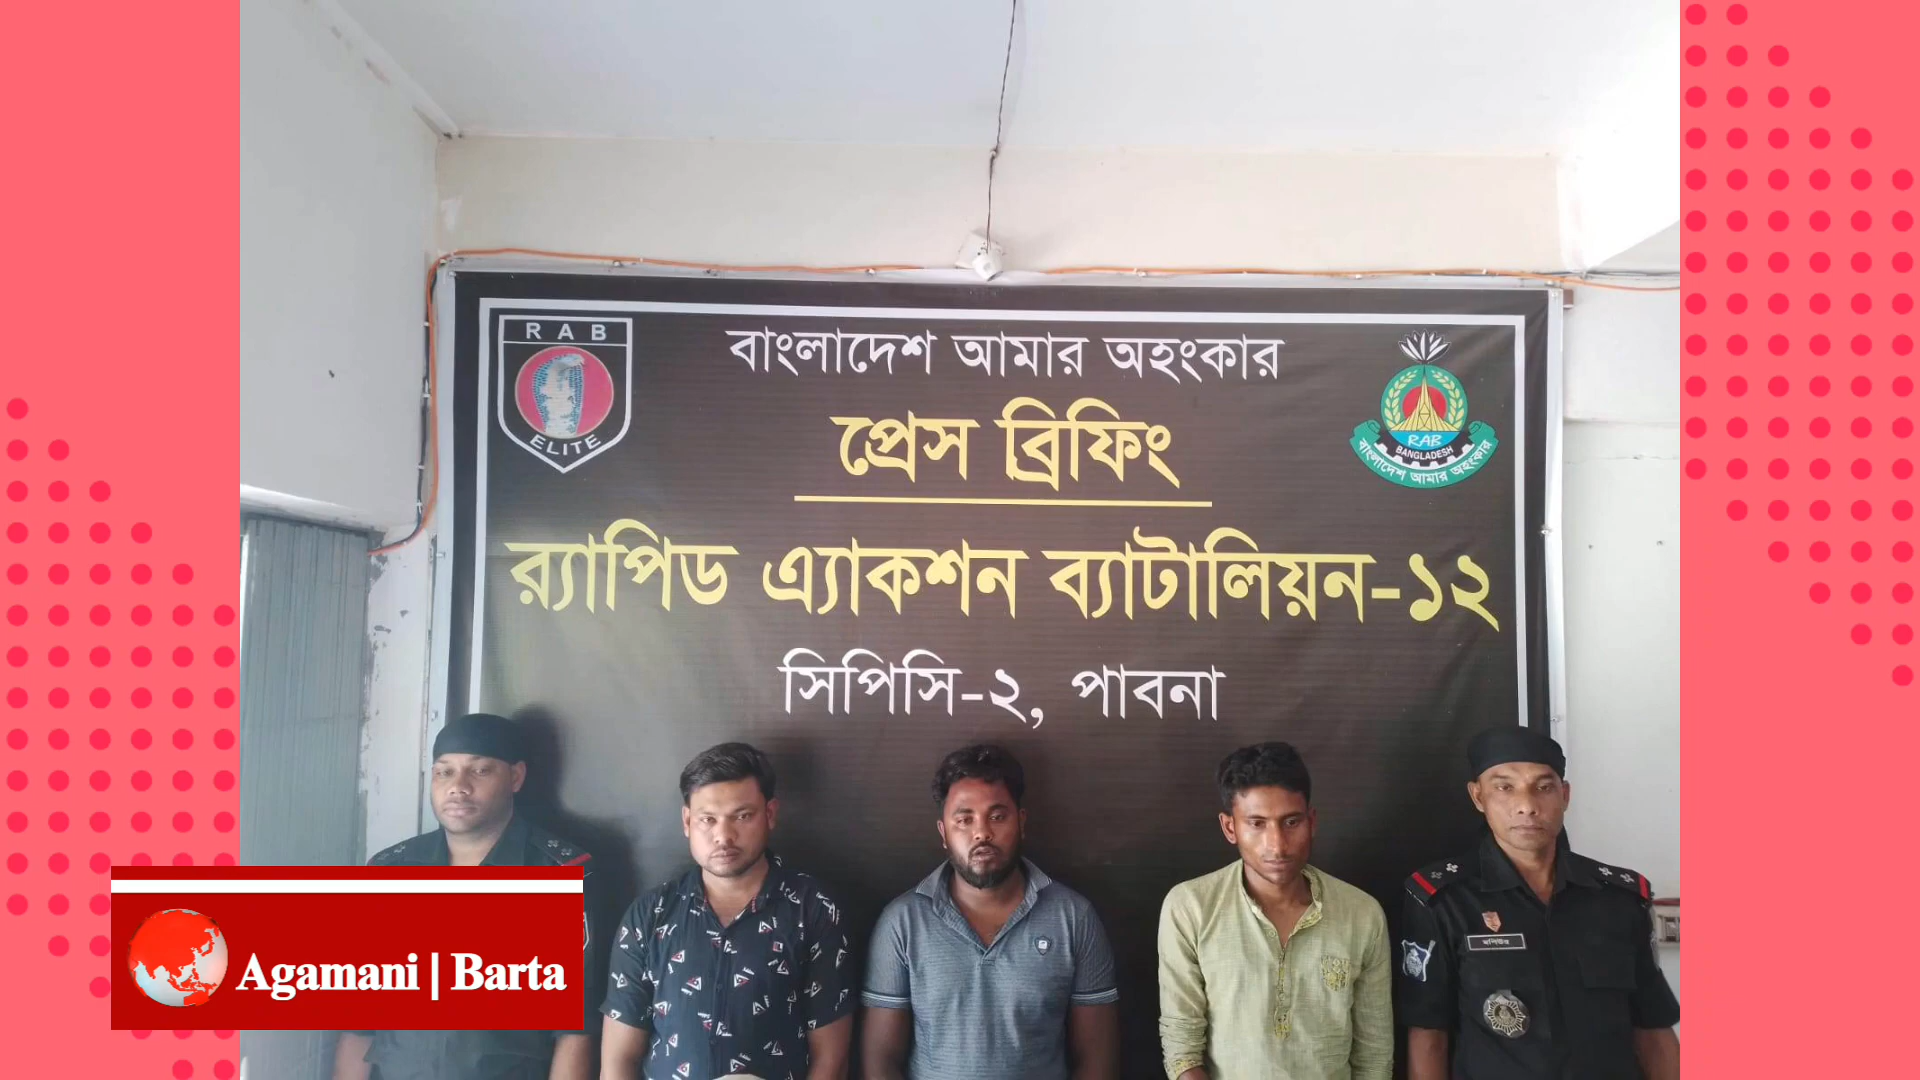 RAB
ELITE
বাংলাদেশ আমার অহংকার
প্রেস ব্রিফিং
র‍্যাপিড এ্যাকশন ব্যাটালিয়ন-১২
সিপিসি-২, পাবনা
RAB
BANGLADESH
বাংলাদেশ আমার অহংকার
Agamani | Barta